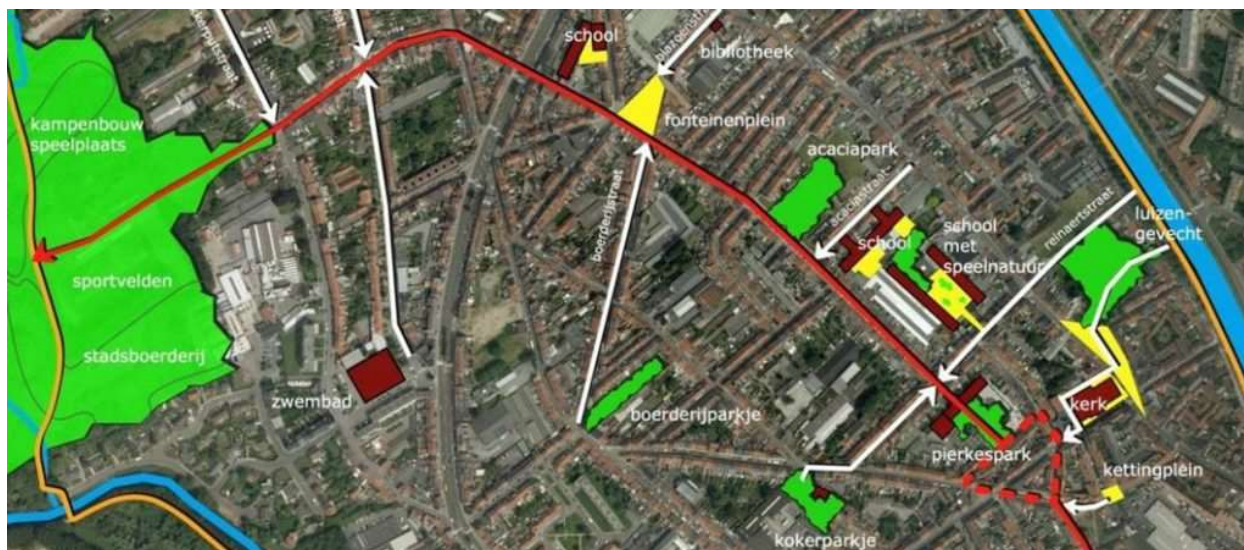 school
blazoenstraat
bibliotheek
kampenbouw
speelplaats
fonteinenplein
acaciapark
boerderijstraat
acaciastraat
reinaertstraat
luizen-
gevecht
school
school
met
speelnatuur
sportvelden
stadsboerderij
zwembad
boerderijparkje
kerk
pierkespark
kettingplein
kokerparkje